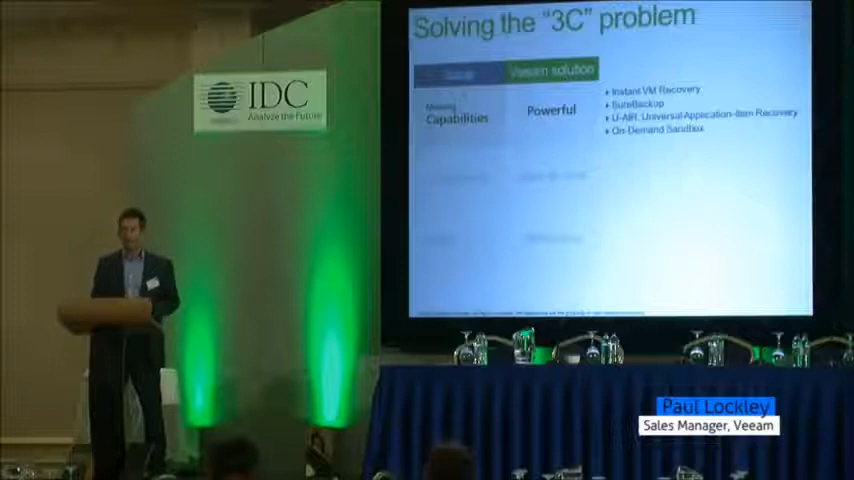 Solving the "3C" problem
Veeam solution
IDC
Analyze the Future
Missing
Capabilities
Powerful
Instant VM Recovery
SureBackup
U-AIR, Universal Application-Item Recovery
On-Demand Sandbox
Paul Lockley
Sales Manager, Veeam